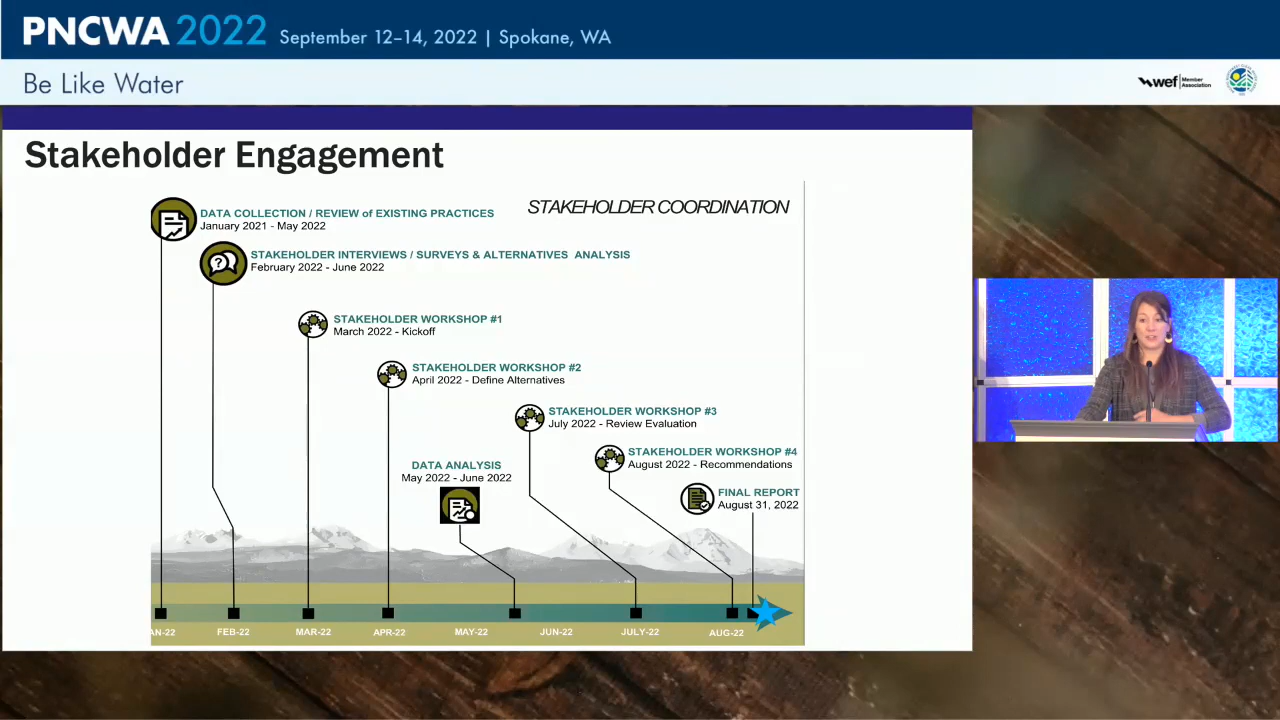 PNCWA 2022 September 12–14, 2022 | Spokane, WA
Be Like Water
wef Member Association
Stakeholder Engagement
STAKEHOLDER COORDINATION
DATA COLLECTION / REVIEW of EXISTING PRACTICES
January 2021 - May 2022
STAKEHOLDER INTERVIEWS / SURVEYS & ALTERNATIVES ANALYSIS
February 2022 - June 2022
STAKEHOLDER WORKSHOP #1
March 2022 - Kickoff
STAKEHOLDER WORKSHOP #2
April 2022 - Define Alternatives
STAKEHOLDER WORKSHOP #3
July 2022 - Review Evaluation
STAKEHOLDER WORKSHOP #4
August 2022 - Recommendations
DATA ANALYSIS
May 2022 - June 2022
FINAL REPORT
August 31, 2022
AN-22 FEB-22 MAR-22 APR-22 MAY-22 JUN-22 JULY-22 AUG-22